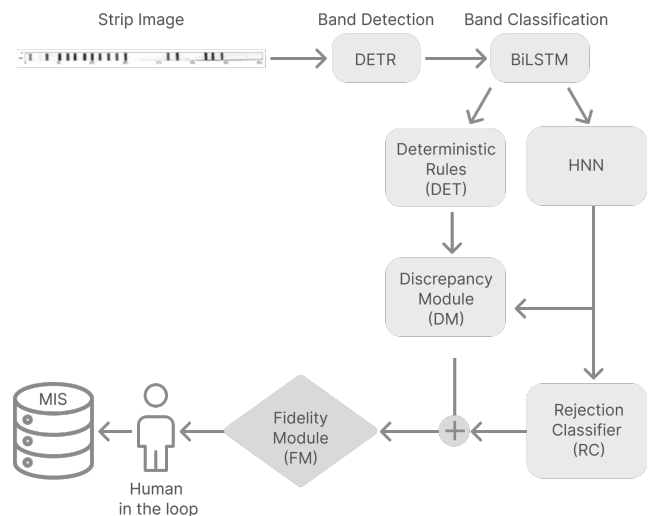 Strip Image
Band Detection
Band Classification
DETR
BiLSTM
Deterministic
Rules
(DET)
HNN
Discrepancy
Module
(DM)
MIS
Fidelity
Module
(FM)
+
Rejection
Classifier
(RC)
Human
in the loop